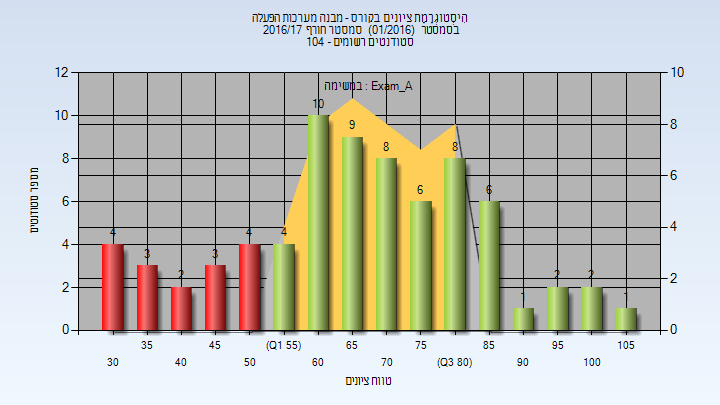 היסטוגרמת ציונים בקורס - מבנה מערכות הפעלה
בסמסטר (01/2016) סמסטר חורף 2016/17
סטודנטים רשומים - 104
במשימה : Exam_A
12 10 8 6 4 2 0
10 8 6 4 2 0
מספר סטודנטים
4 3 2 3 4 4 10 9 8 6 8 6 1 2 2 1
35 45 (Q1 55) 65 75 85 95 105
30 40 50 60 70 (Q3 80) 90 100
טווח ציונים